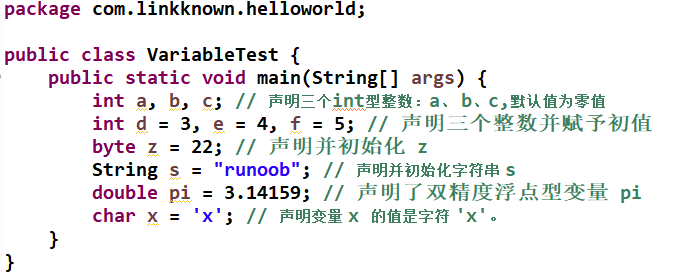 package com.linkknown.helloworld;
public class VariableTest {
public static void main(String[] args) {
int a, b, c; // 声明三个int型整数：a、b、c,默认值为零值
int d = 3, e = 4, f = 5; // 声明三个整数并赋予初值
byte z = 22; // 声明并初始化 z
String s = "runoob"; // 声明并初始化字符串 s
double pi = 3.14159; // 声明了双精度浮点型变量 pi
char x = 'x'; // 声明变量 x 的值是字符 'x'。
}
}